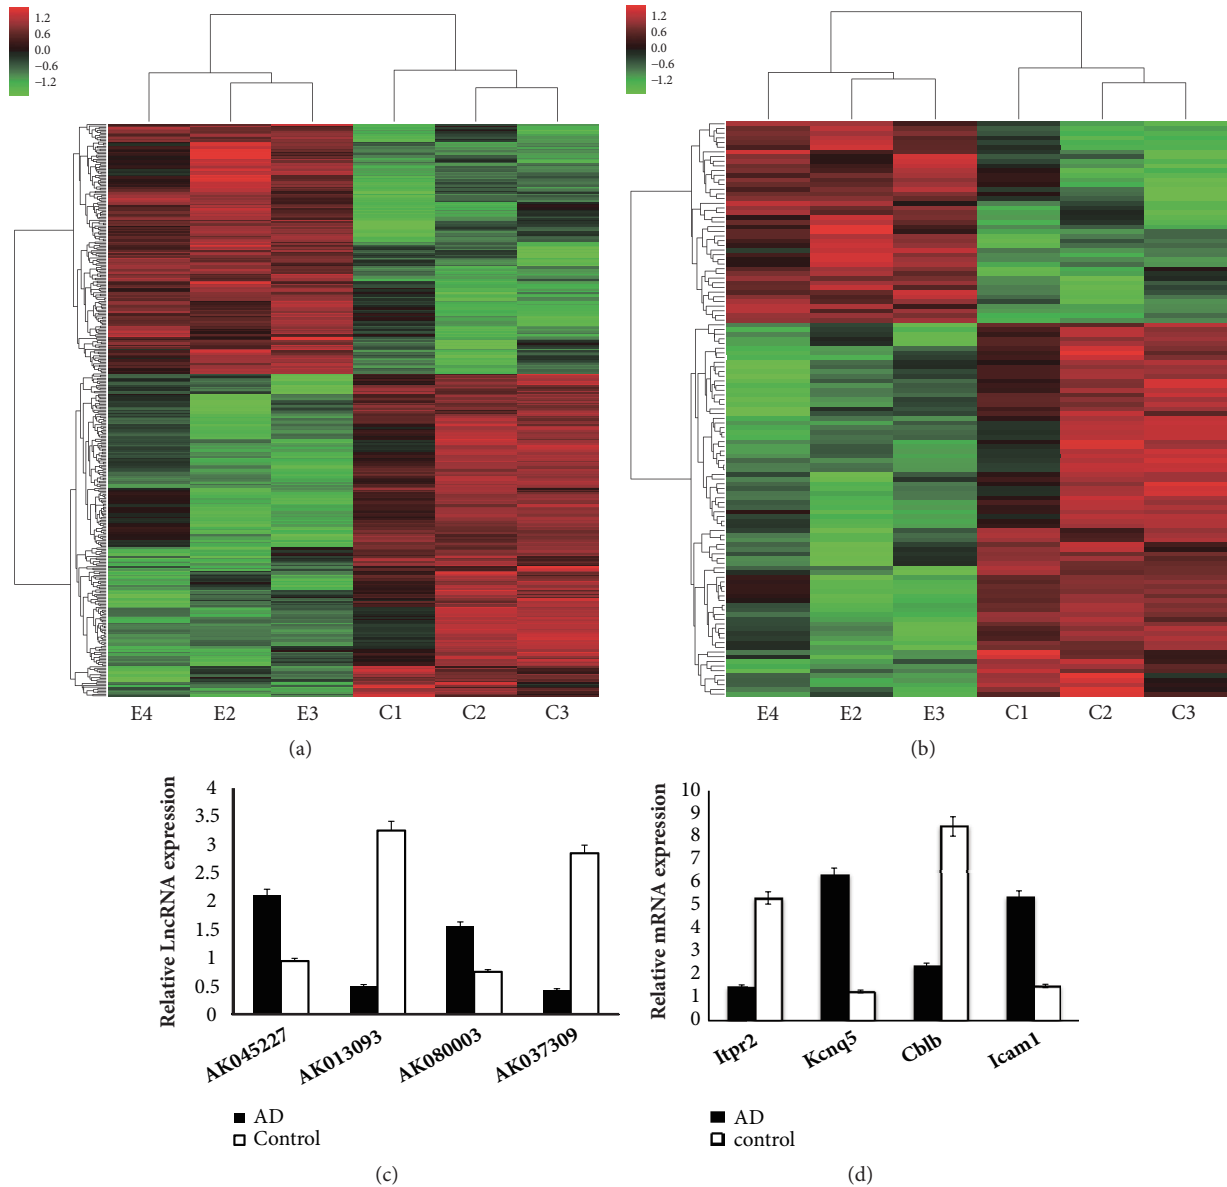 1.2
0.6
0.0
−0.6
−1.2
E4 E2 E3 C1 C2 C3
(a)
1.2
0.6
0.0
−0.6
−1.2
E4 E2 E3 C1 C2 C3
(b)
Relative LncRNA expression
4
3.5
3
2.5
2
1.5
1
0.5
0
AK045227 AK013093 AK080003 AK037309
AD
Control
(c)
Relative mRNA expression
10
9
8
7
6
5
4
3
2
1
0
Itpr2 Kcnq5 Cblb Icam1
AD
control
(d)